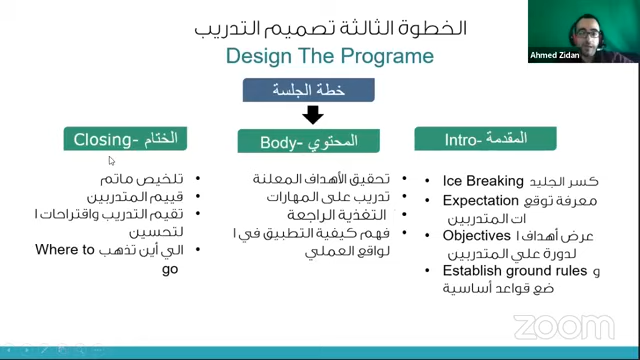 الخطوة الثالثة تصميم التدريب
Design The Programe
Ahmed Zidan
خطة الجلسة
المقدمة -Intro
كسر الجليد Ice Breaking
معرفة توقع Expectation
ات المتدربين
عرض أهداف ا Objectives
لدورة علي المتدربين
و Establish ground rules
ضع قواعد أساسية
المحتوي -Body
تحقيق الأهداف المعلنة
تدريب على المهارات
التغذية الراجعة
فهم كيفية التطبيق في ا
لواقع العملي
الختام -Closing
تلخيص ماتم
قييم المتدربين
تقيم التدريب واقتراحات ا
لتحسين
الي أين تذهب Where to
go
zoom